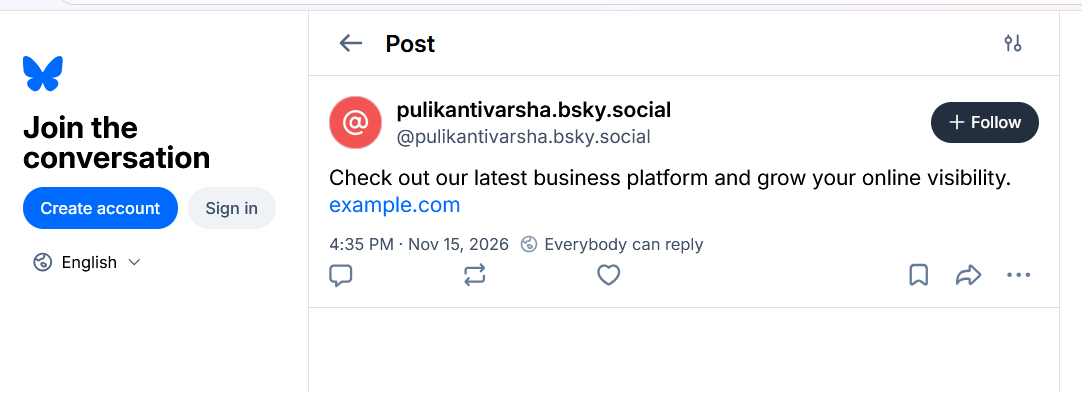 Join the
conversation
Create account
Sign in
English
Post
@
pulikantivarsha.bsky.social
@pulikantivarsha.bsky.social
+ Follow
Check out our latest business platform and grow your online visibility.
example.com
4:35 PM · Nov 15, 2026 Everybody can reply